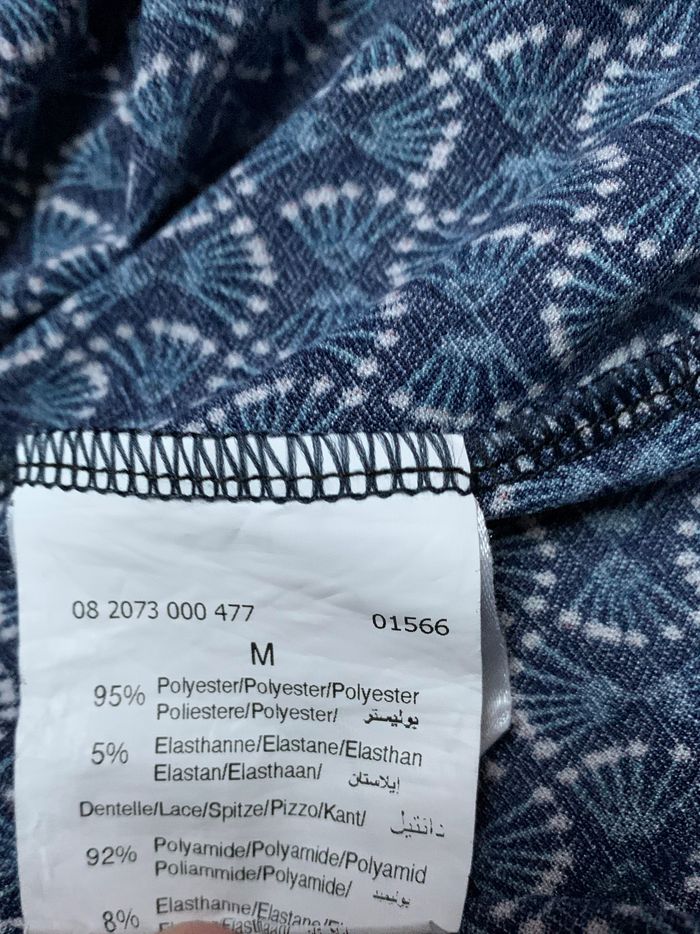 08 2073 000 477 01566
M
95% Polyester/Polyester/Polyester
Poliestere/Polyester/ بوليستر
5% Elasthanne/Elastane/Elasthan
Elastan/Elasthaan/ إيلاستان
Dentelle/Lace/Spitze/Pizzo/Kant/ دانتيل
92% Polyamide/Polyamide/Polyamid
Poliammide/Polyamide/ بوليميد
8% Elasthanne/Elastane/